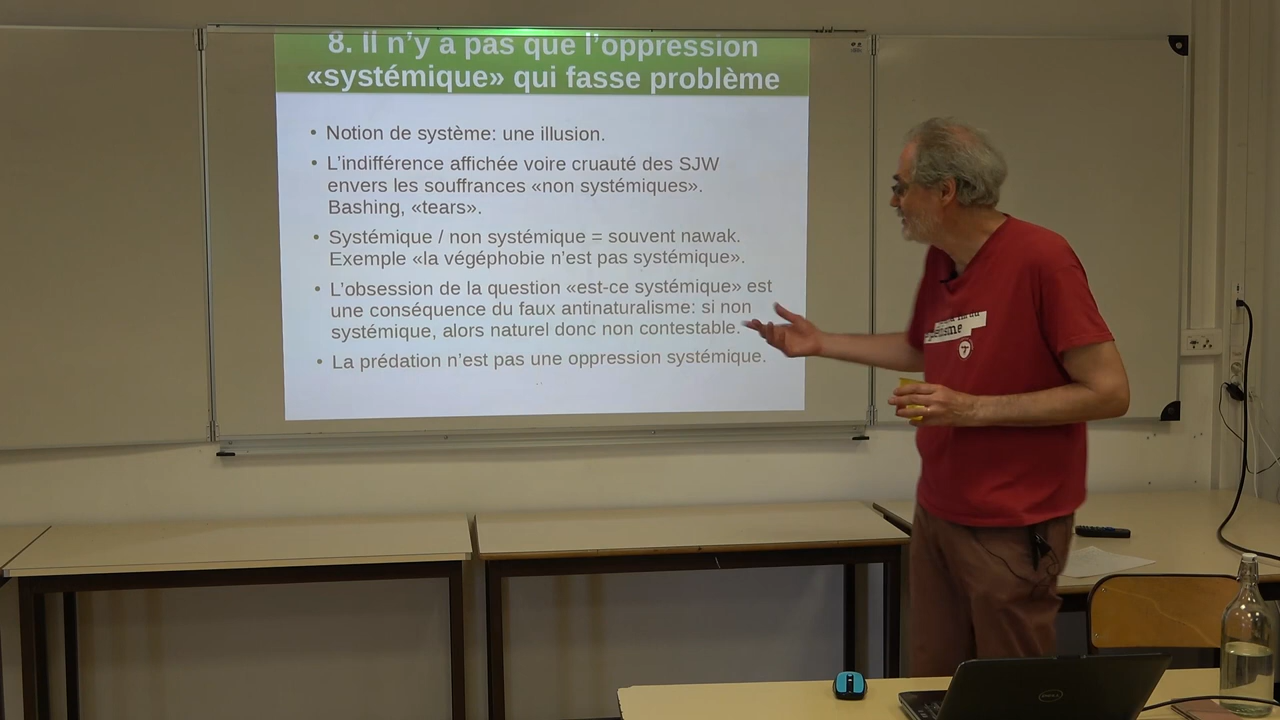 8. Il n’y a pas que l’oppression
«systémique» qui fasse problème
• Notion de système: une illusion.
• L’indifférence affichée voire cruauté des SJW
envers les souffrances «non systémiques».
Bashing, «tears».
• Systémique / non systémique = souvent nawak.
Exemple «la végéphobie n’est pas systémique».
• L’obsession de la question «est-ce systémique» est
une conséquence du faux antinaturalisme: si non
systémique, alors naturel donc non contestable.
• La prédation n’est pas une oppression systémique.
DELL